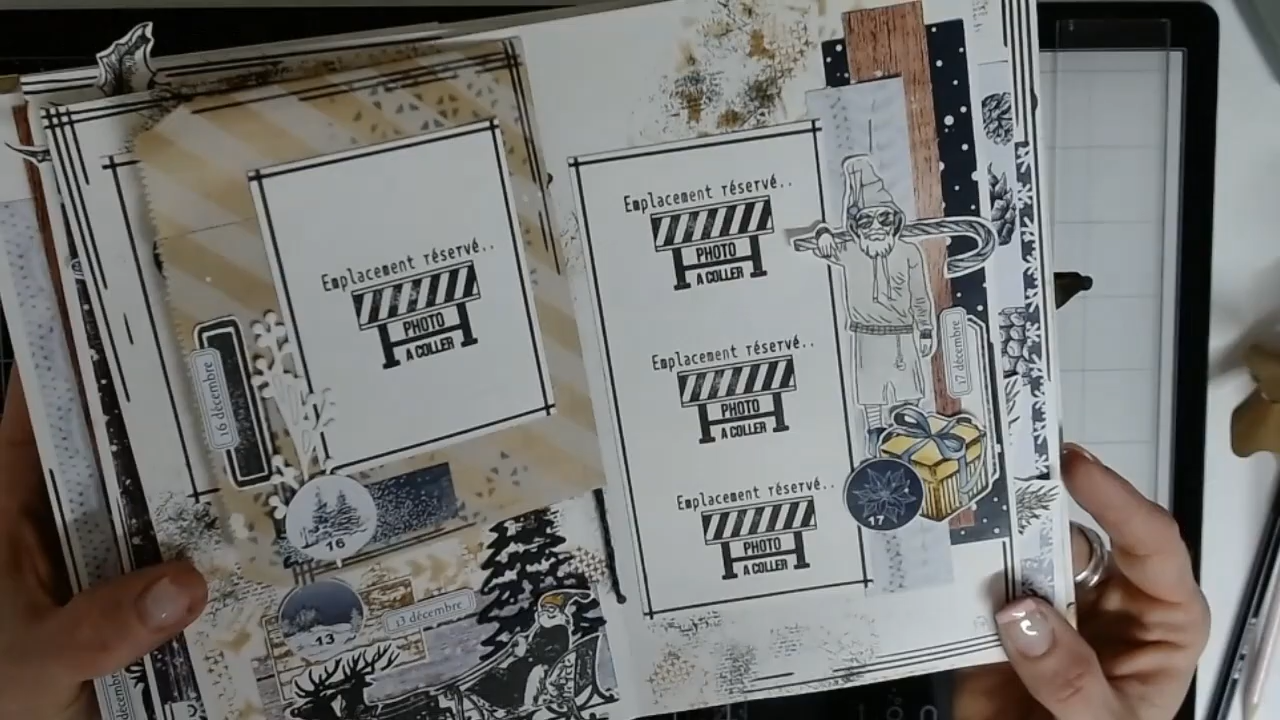 Emplacement réservé..
PHOTO
A COLLER
16 décembre
16
13
13 décembre
Emplacement réservé..
PHOTO
A COLLER
Emplacement réservé..
PHOTO
A COLLER
Emplacement réservé..
PHOTO
A COLLER
17 décembre
17